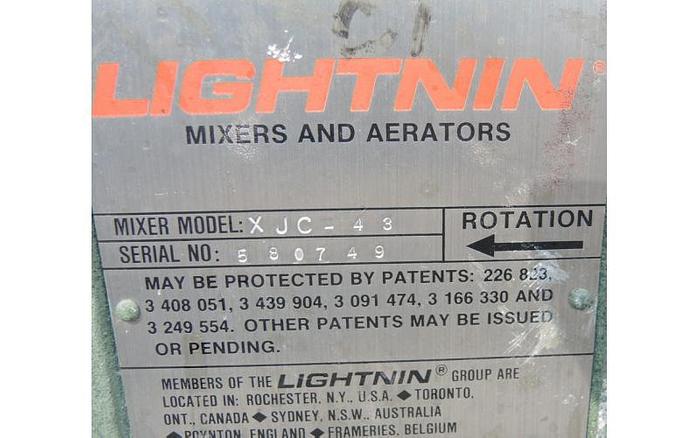 C1
LIGHTNIN®
MIXERS AND AERATORS
MIXER MODEL: XJC-43
ROTATION
SERIAL NO: 580749
MAY BE PROTECTED BY PATENTS: 226 823,
3 408 051, 3 439 904, 3 091 474, 3 166 330 AND
3 249 554. OTHER PATENTS MAY BE ISSUED
OR PENDING.
MEMBERS OF THE LiGHTNiN® GROUP ARE
LOCATED IN: ROCHESTER, N.Y., U.S.A. ◆ TORONTO,
ONT., CANADA ◆ SYDNEY, N.S.W., AUSTRALIA
◆ POYNTON, ENGLAND ◆ FRAMERIES, BELGIUM